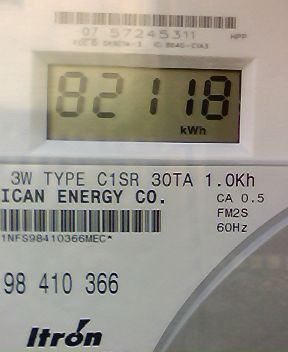 07 57245311 HPP
82118
kWh
3W TYPE C1SR 30TA 1.0Kh
ICAN ENERGY CO. CA 0.5
FM2S
60Hz
1NFS98410366MEC*
98 410 366
Itron